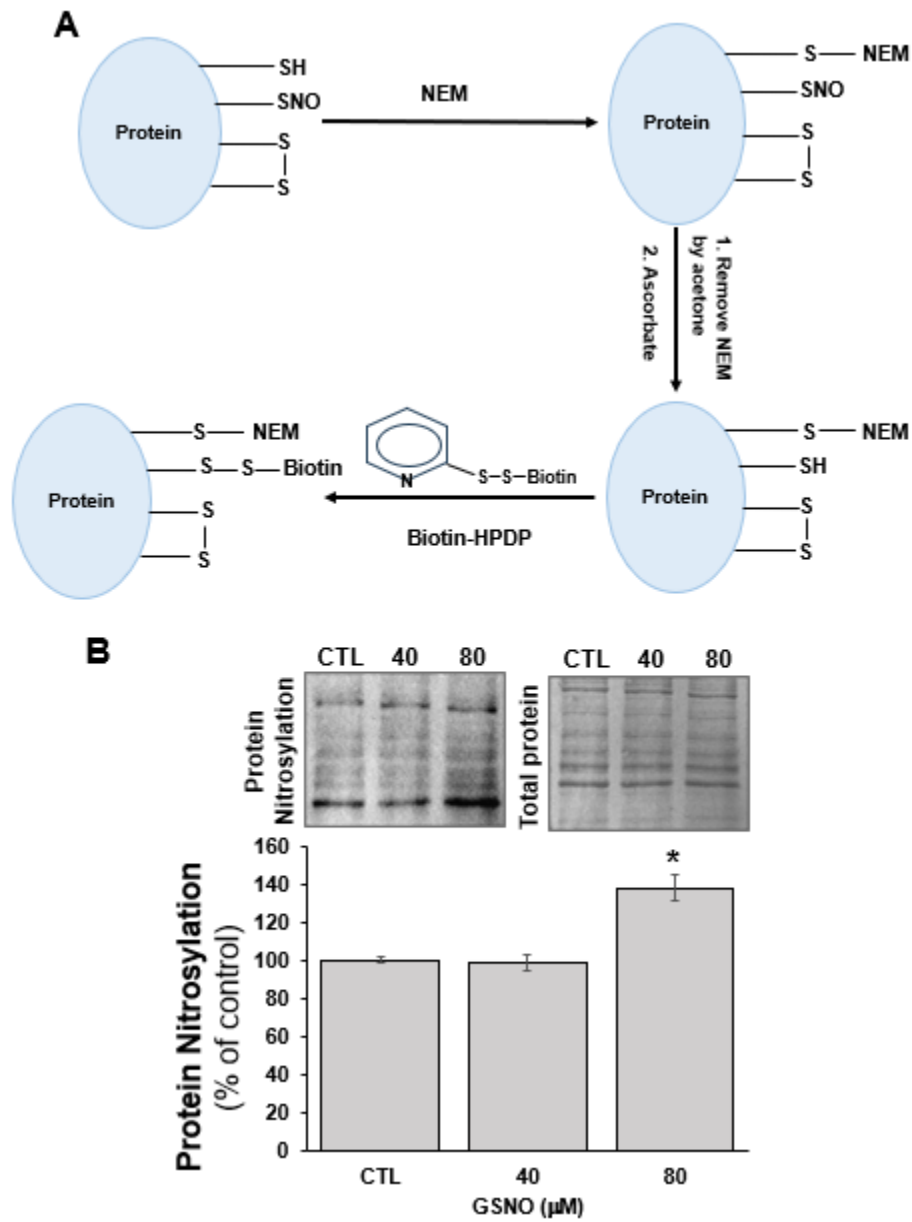 A
SH
SNO
Protein
S
S
NEM
S — NEM
SNO
Protein
S
S
1. Remove NEM
by acetone
2. Ascorbate
S — NEM
SH
Protein
S
S
S–S–Biotin
N
Biotin-HPDP
S — NEM
S — S — Biotin
Protein
S
S
B
CTL 40 80
Protein
Nitrosylation
CTL 40 80
Total protein
Protein Nitrosylation
(% of control)
160
140
120
100
80
60
40
20
0
*
CTL 40 80
GSNO (µM)